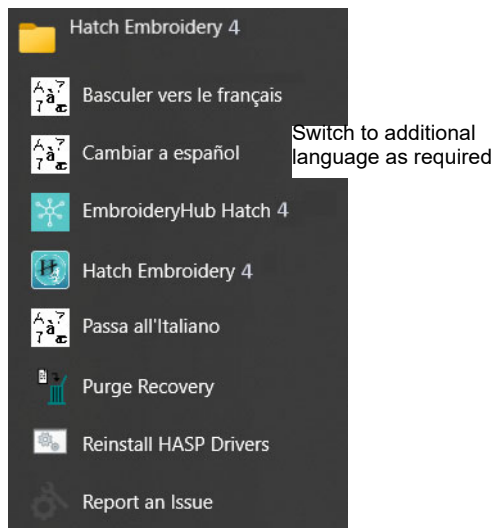 Hatch Embroidery 4
Basculer vers le français
Cambiar a español
Switch to additional
language as required
EmbroideryHub Hatch 4
Hatch Embroidery 4
Passa all'Italiano
Purge Recovery
Reinstall HASP Drivers
Report an Issue